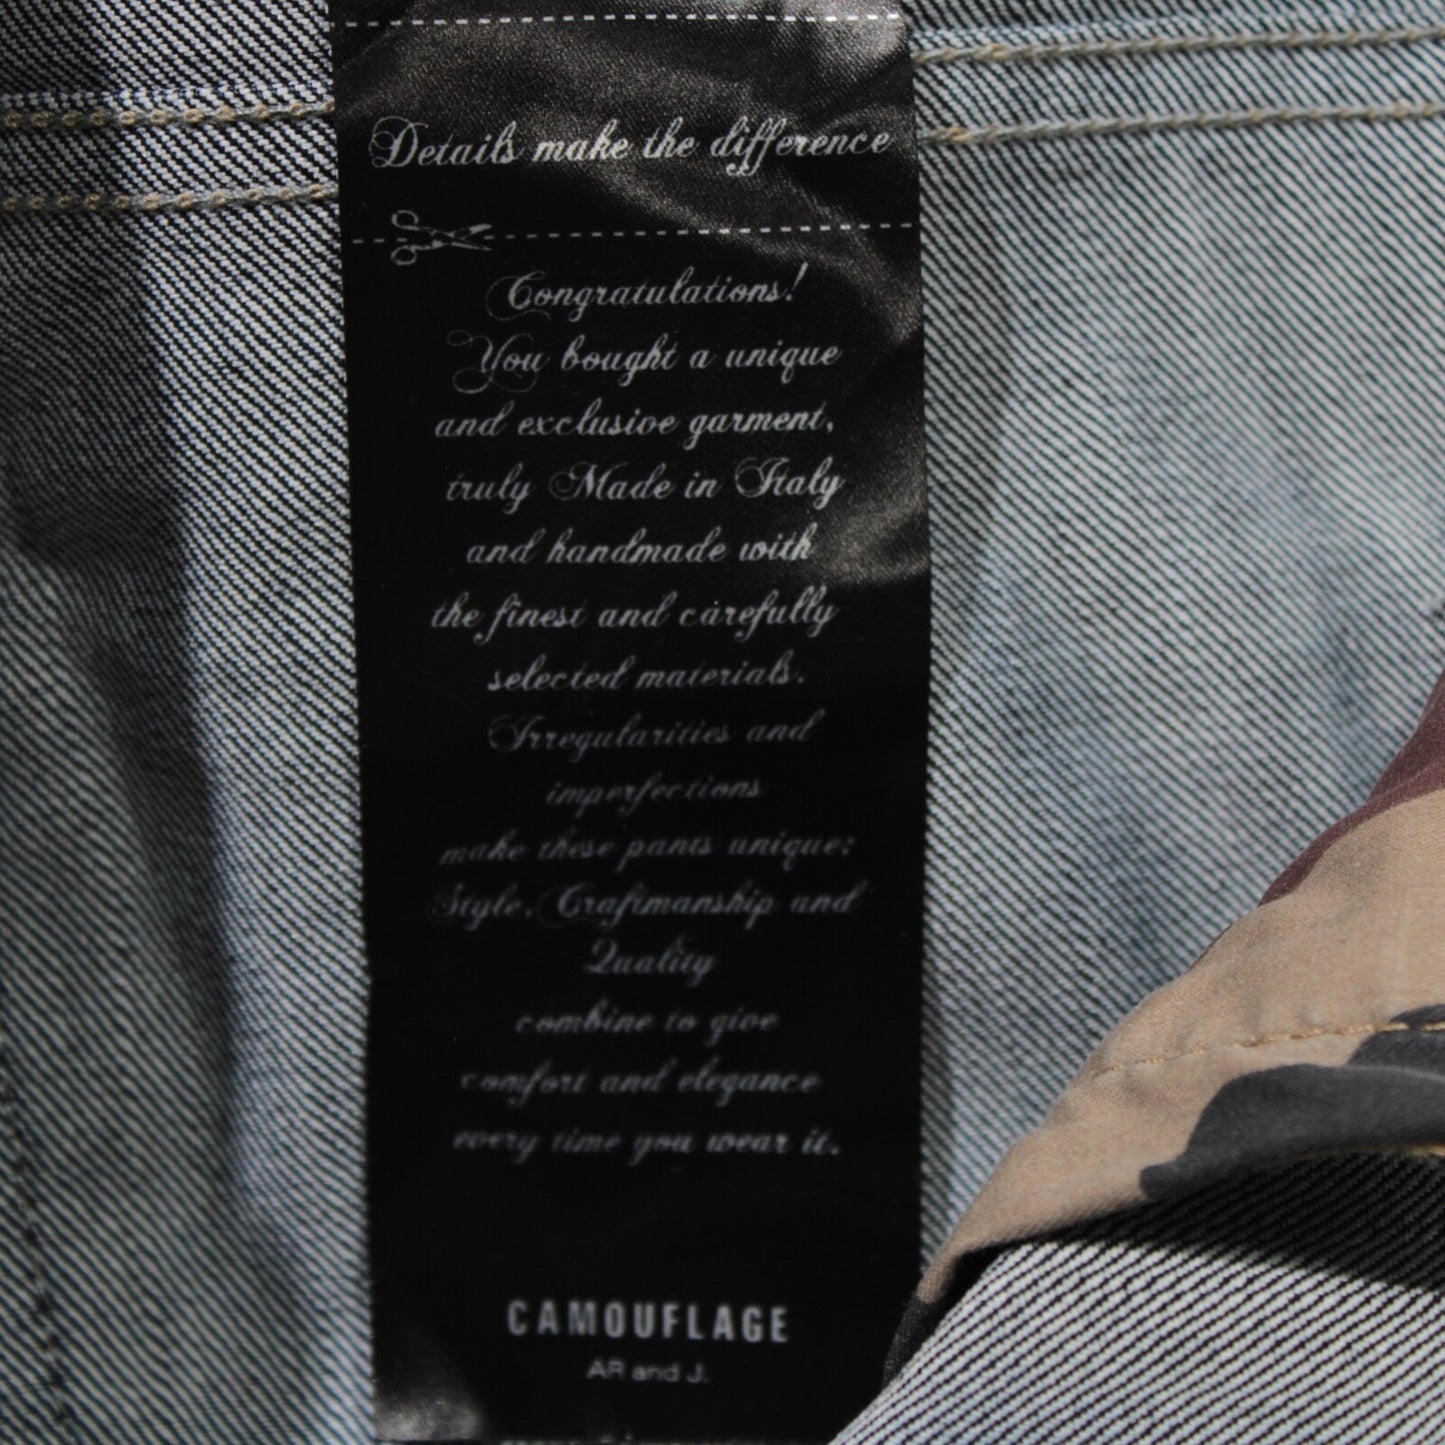 Details make the difference
Congratulations!
You bought a unique
and exclusive garment,
truly Made in Italy
and handmade with
the finest and carefully
selected materials.
Irregularities and
imperfections
make these pants unique:
Style, Craftmanship and
Quality
combine to give
comfort and elegance
every time you wear it.
CAMOUFLAGE
AR and J.